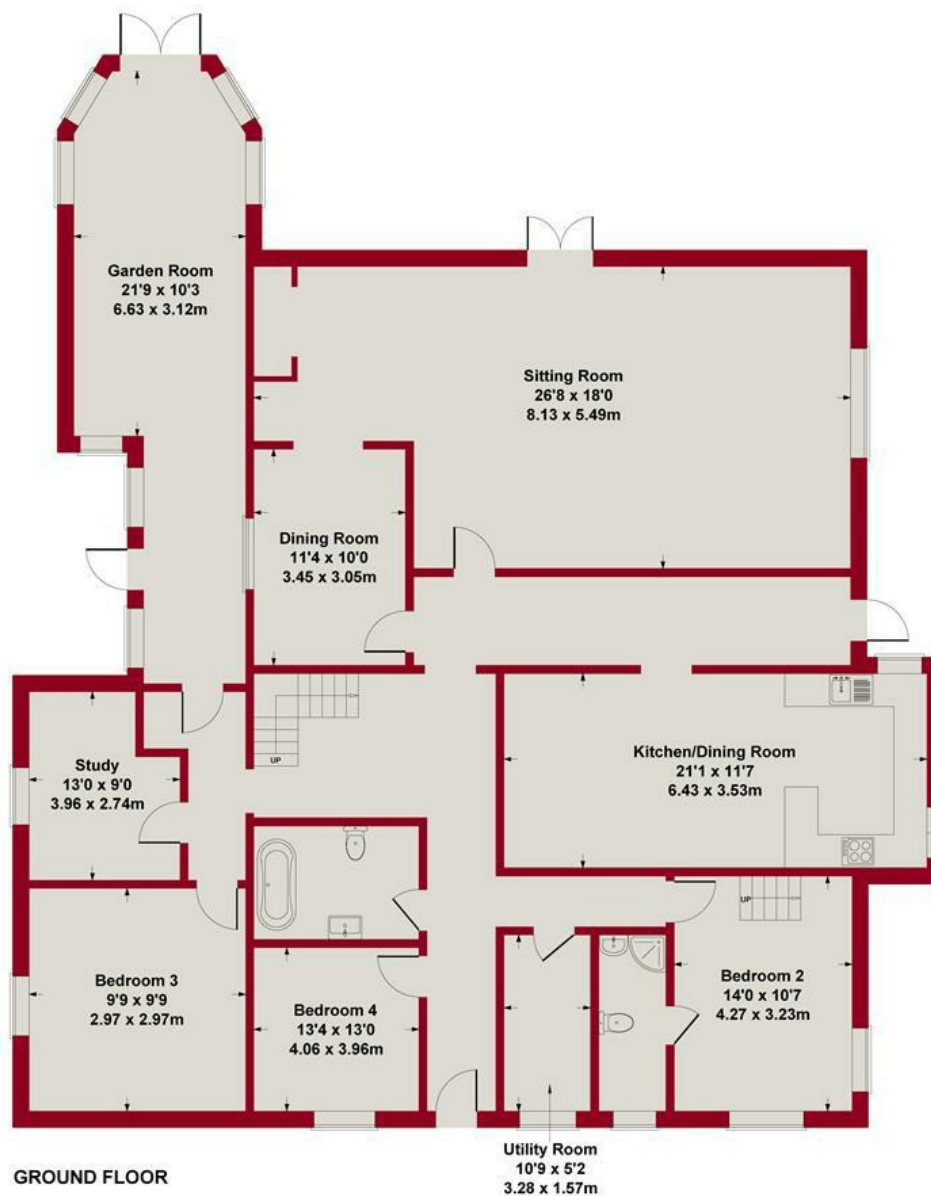 Garden Room
21'9 x 10'3
6.63 x 3.12m
Sitting Room
26'8 x 18'0
8.13 x 5.49m
Dining Room
11'4 x 10'0
3.45 x 3.05m
UP
Kitchen/Dining Room
21'1 x 11'7
6.43 x 3.53m
Study
13'0 x 9'0
3.96 x 2.74m
UP
Bedroom 3
9'9 x 9'9
2.97 x 2.97m
Bedroom 4
13'4 x 13'0
4.06 x 3.96m
Bedroom 2
14'0 x 10'7
4.27 x 3.23m
Utility Room
10'9 x 5'2
3.28 x 1.57m
GROUND FLOOR